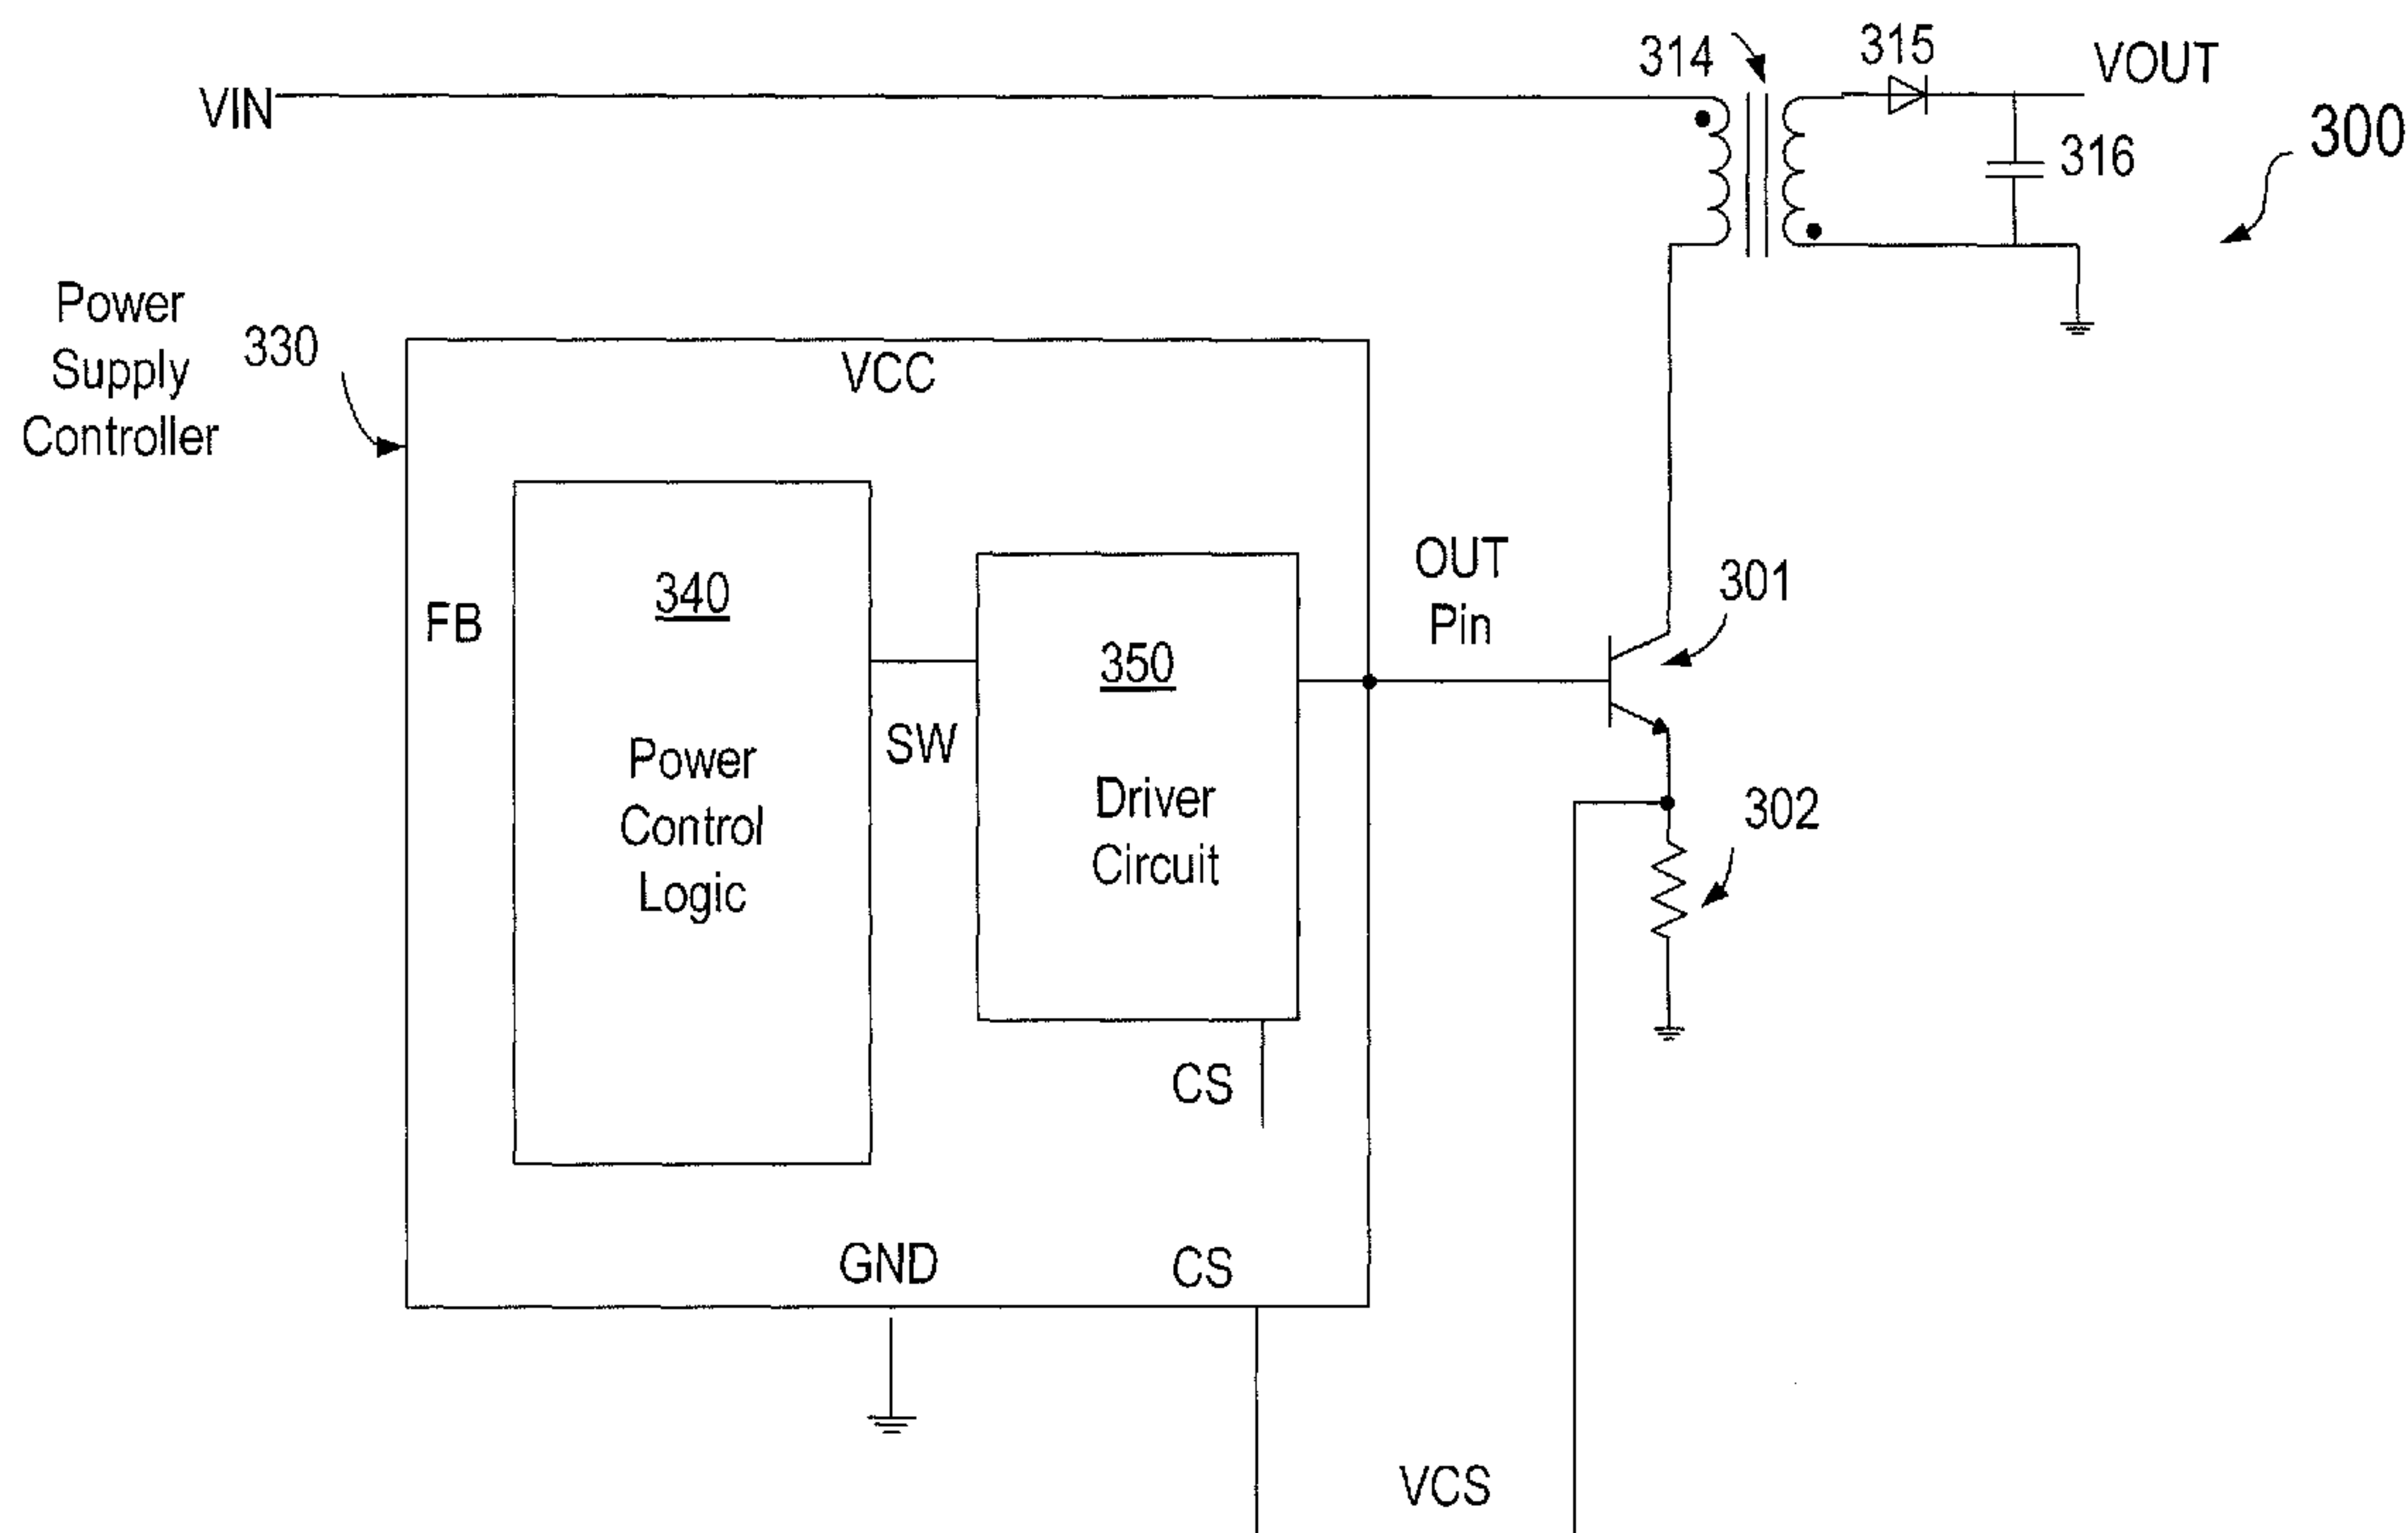 314
315
VOUT
VIN
300
316
Power
Supply
Controller
330
VCC
OUT
Pin
301
340
FB
350
SW
Power
Control
Logic
Driver
Circuit
302
CS
GND
CS
VCS